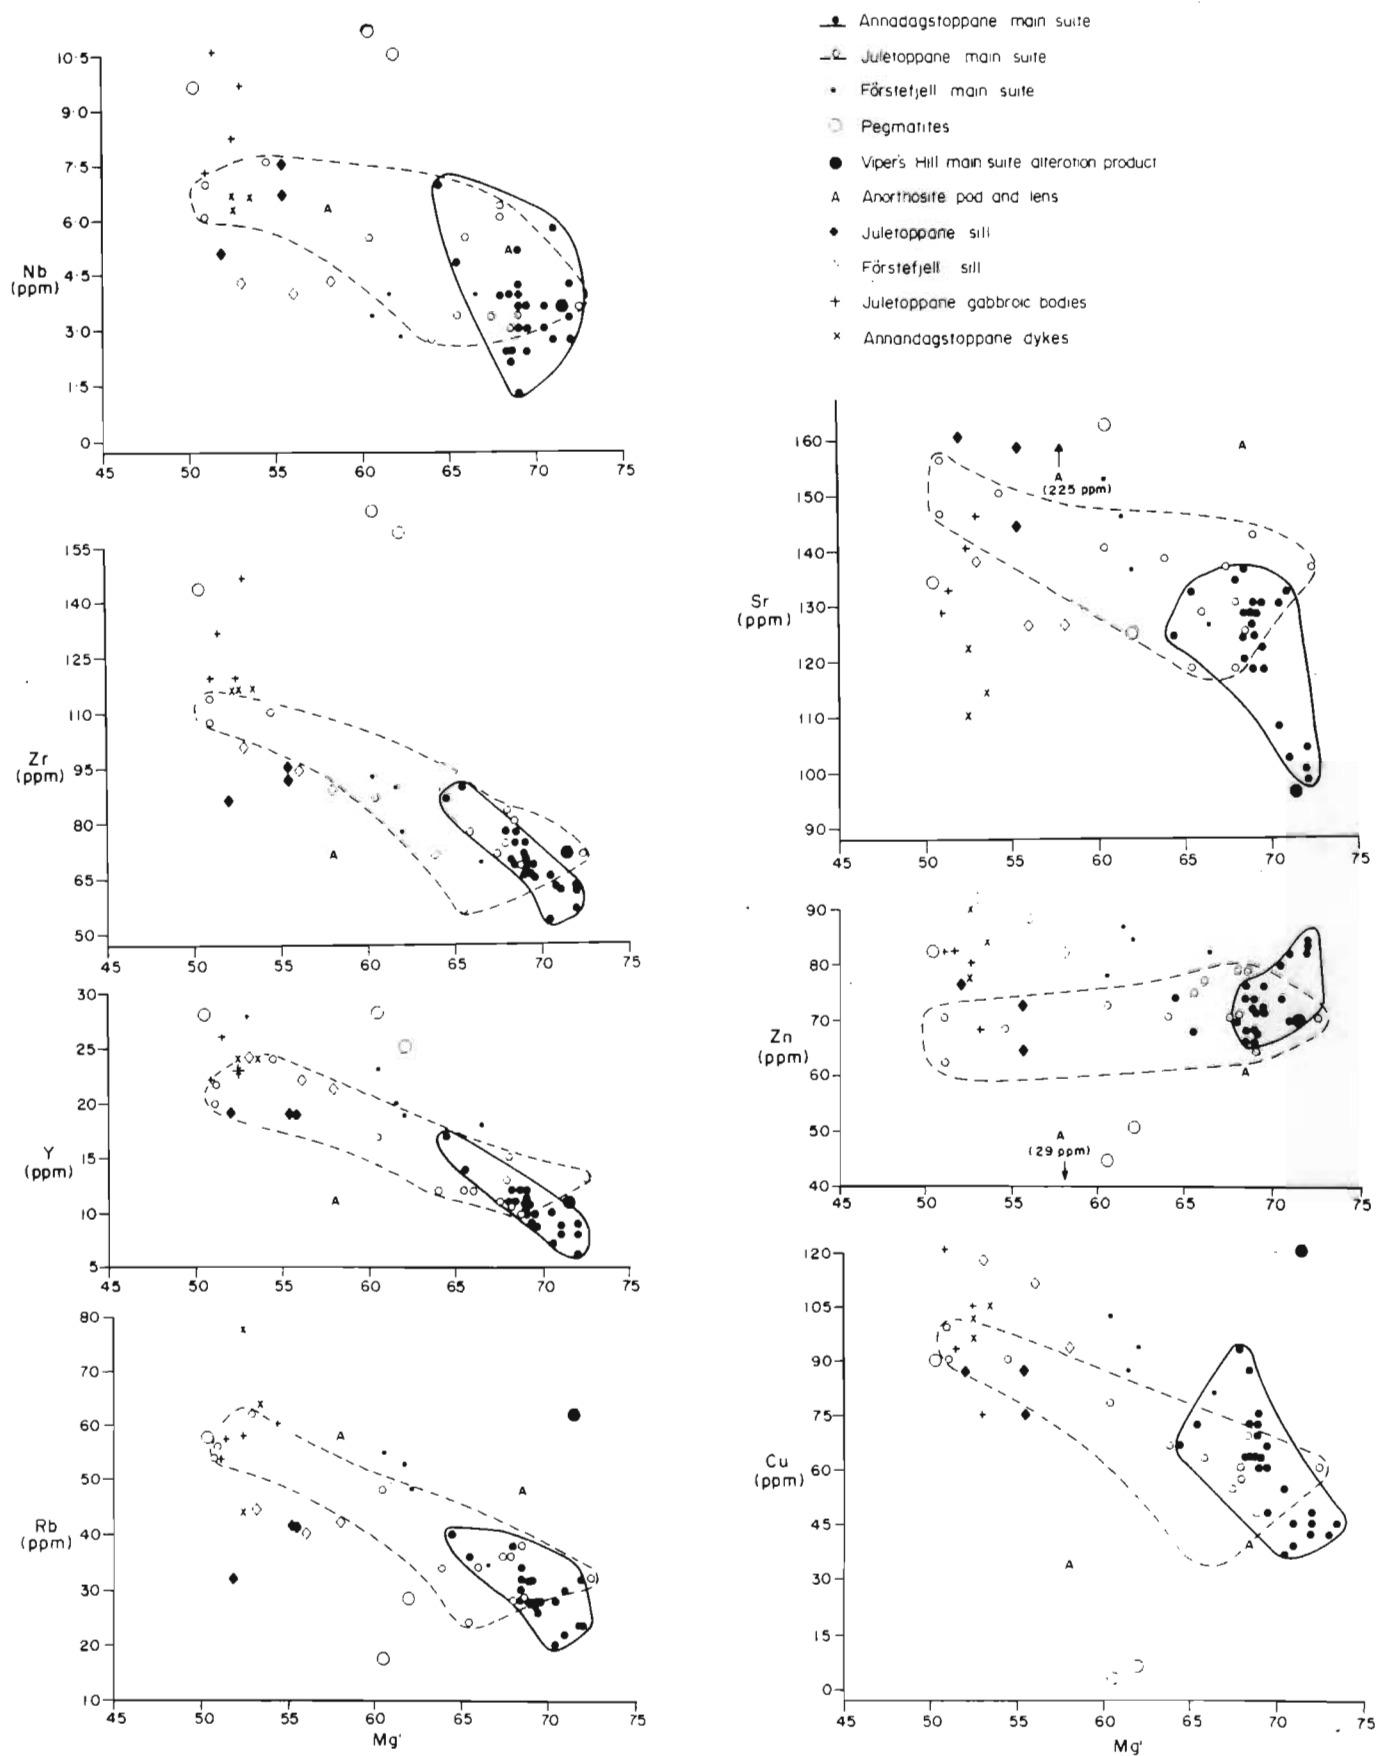 Annadagstoppane main suite
Juletoppane main suite
Förstefjell main suite
Pegmatites
Viper's Hill main suite alteration product
A Anorthosite pod and lens
Juletoppane sill
Förstefjell sill
+ Juletoppane gabbroic bodies
x Annandagstoppane dykes
10·5
9·0
7·5
6·0
4·5
3·0
1·5
0
Nb
(ppm)
A
A
45 50 55 60 65 70 75
155
140
125
110
95
80
65
50
Zr
(ppm)
A
45 50 55 60 65 70 75
30
25
20
15
10
5
Y
(ppm)
A
45 50 55 60 65 70 75
80
70
60
50
40
30
20
10
Rb
(ppm)
A
A
45 50 55 60 65 70 75
Mg'
160
150
140
130
120
110
100
90
Sr
(ppm)
A
A
(225 ppm)
45 50 55 60 65 70 75
90
80
70
60
50
40
Zn
(ppm)
A
A
(29 ppm)
45 50 55 60 65 70 75
120
105
90
75
60
45
30
15
0
Cu
(ppm)
A
A
45 50 55 60 65 70 75
Mg'